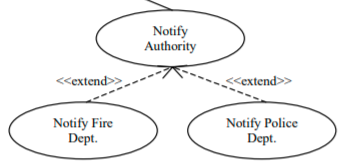 Notify
Authority
<<extend>>
<<extend>>
Notify Fire
Dept.
Notify Police
Dept.